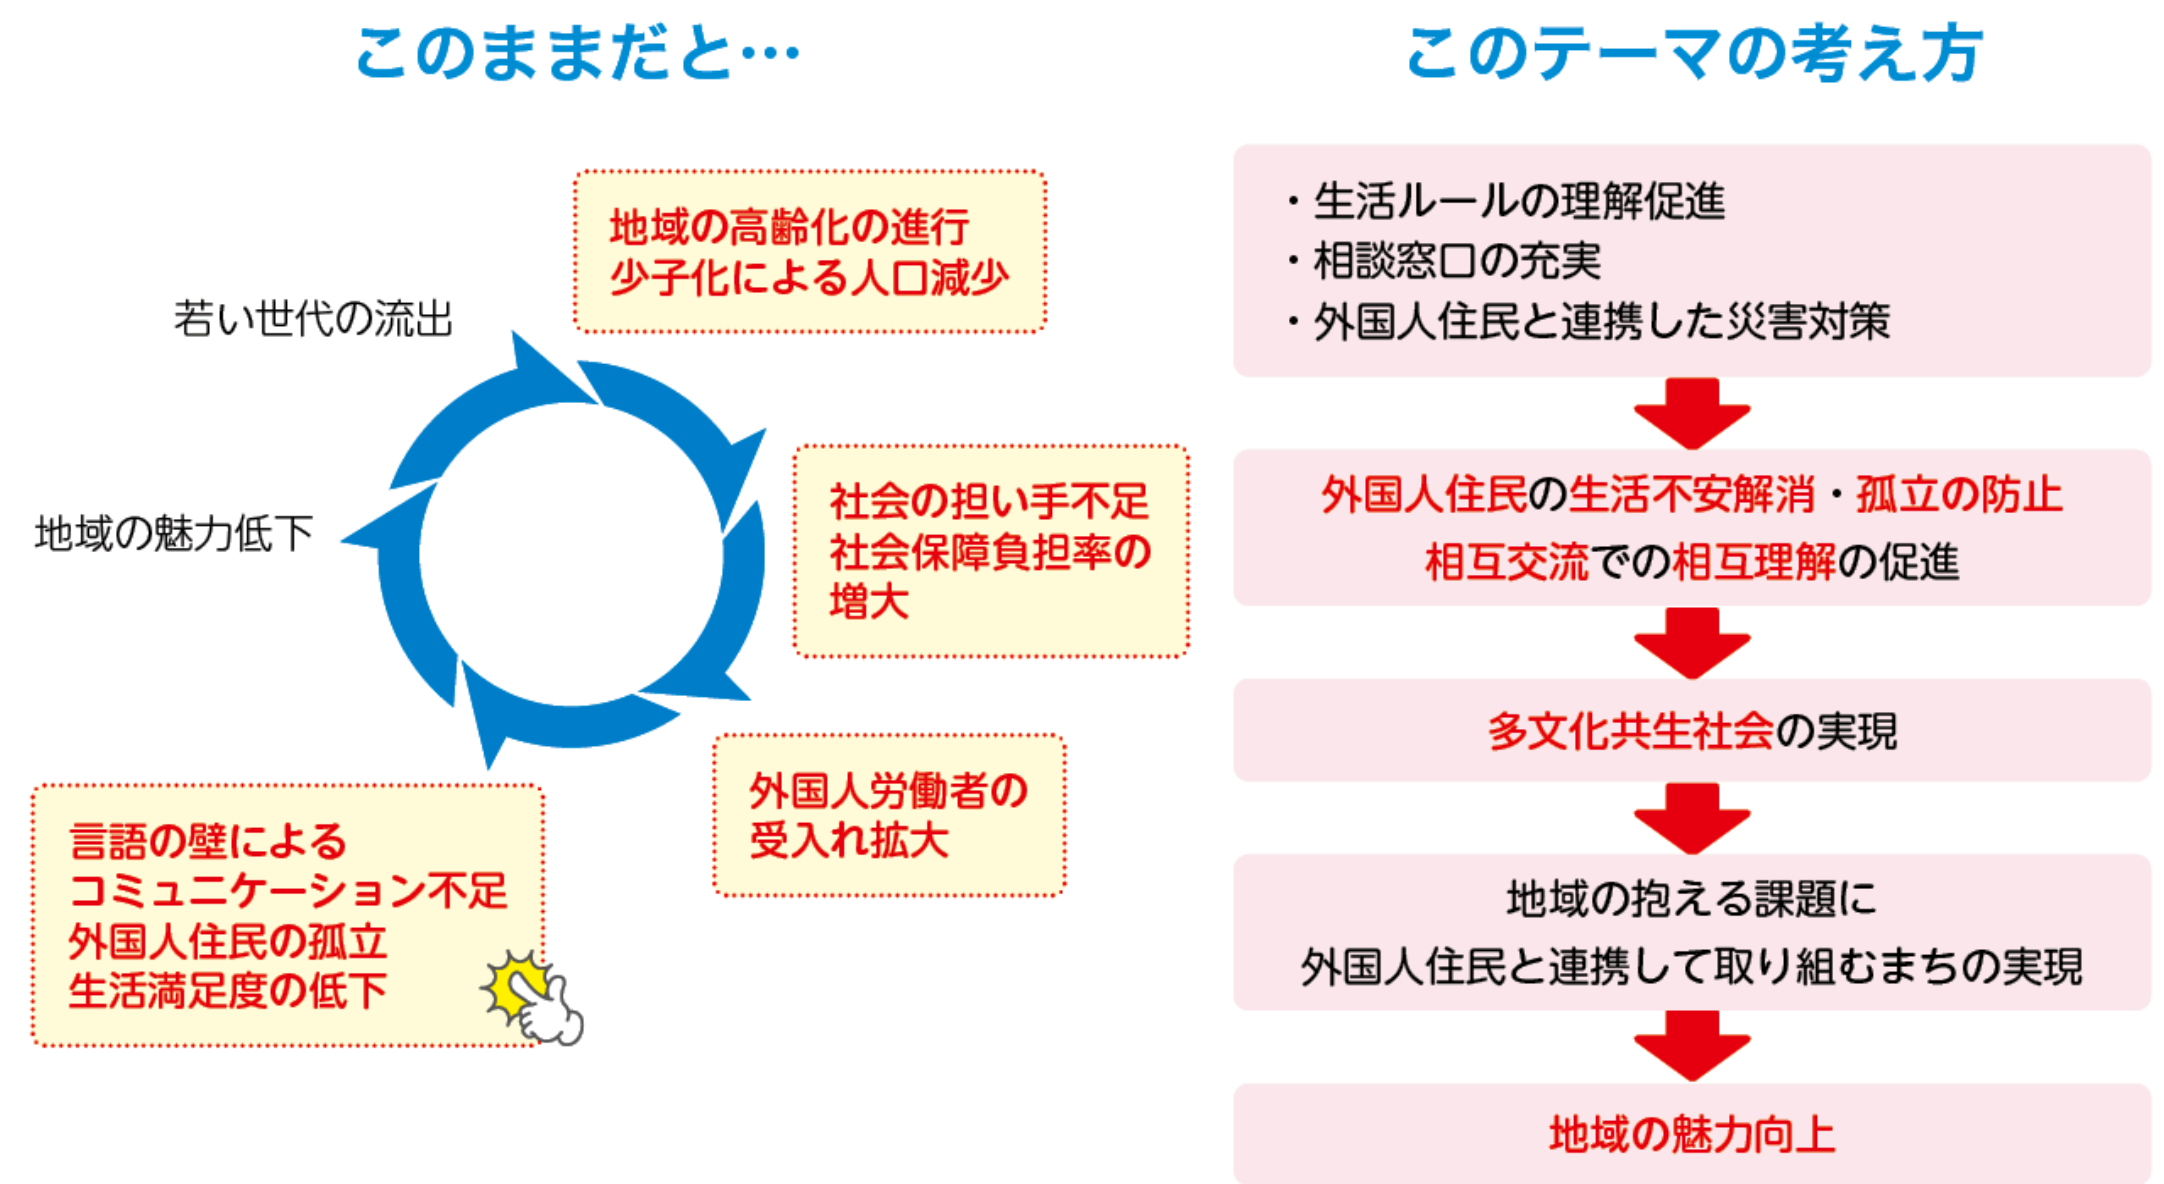 このままだと…
地域の高齢化の進行
少子化による人口減少
社会の担い手不足
社会保障負担率の
増大
外国人労働者の
受入れ拡大
言語の壁による
コミュニケーション不足
外国人住民の孤立
生活満足度の低下
地域の魅力低下
若い世代の流出
このテーマの考え方
・生活ルールの理解促進
・相談窓口の充実
・外国人住民と連携した災害対策
外国人住民の生活不安解消・孤立の防止
相互交流での相互理解の促進
多文化共生社会の実現
地域の抱える課題に
外国人住民と連携して取り組むまちの実現
地域の魅力向上